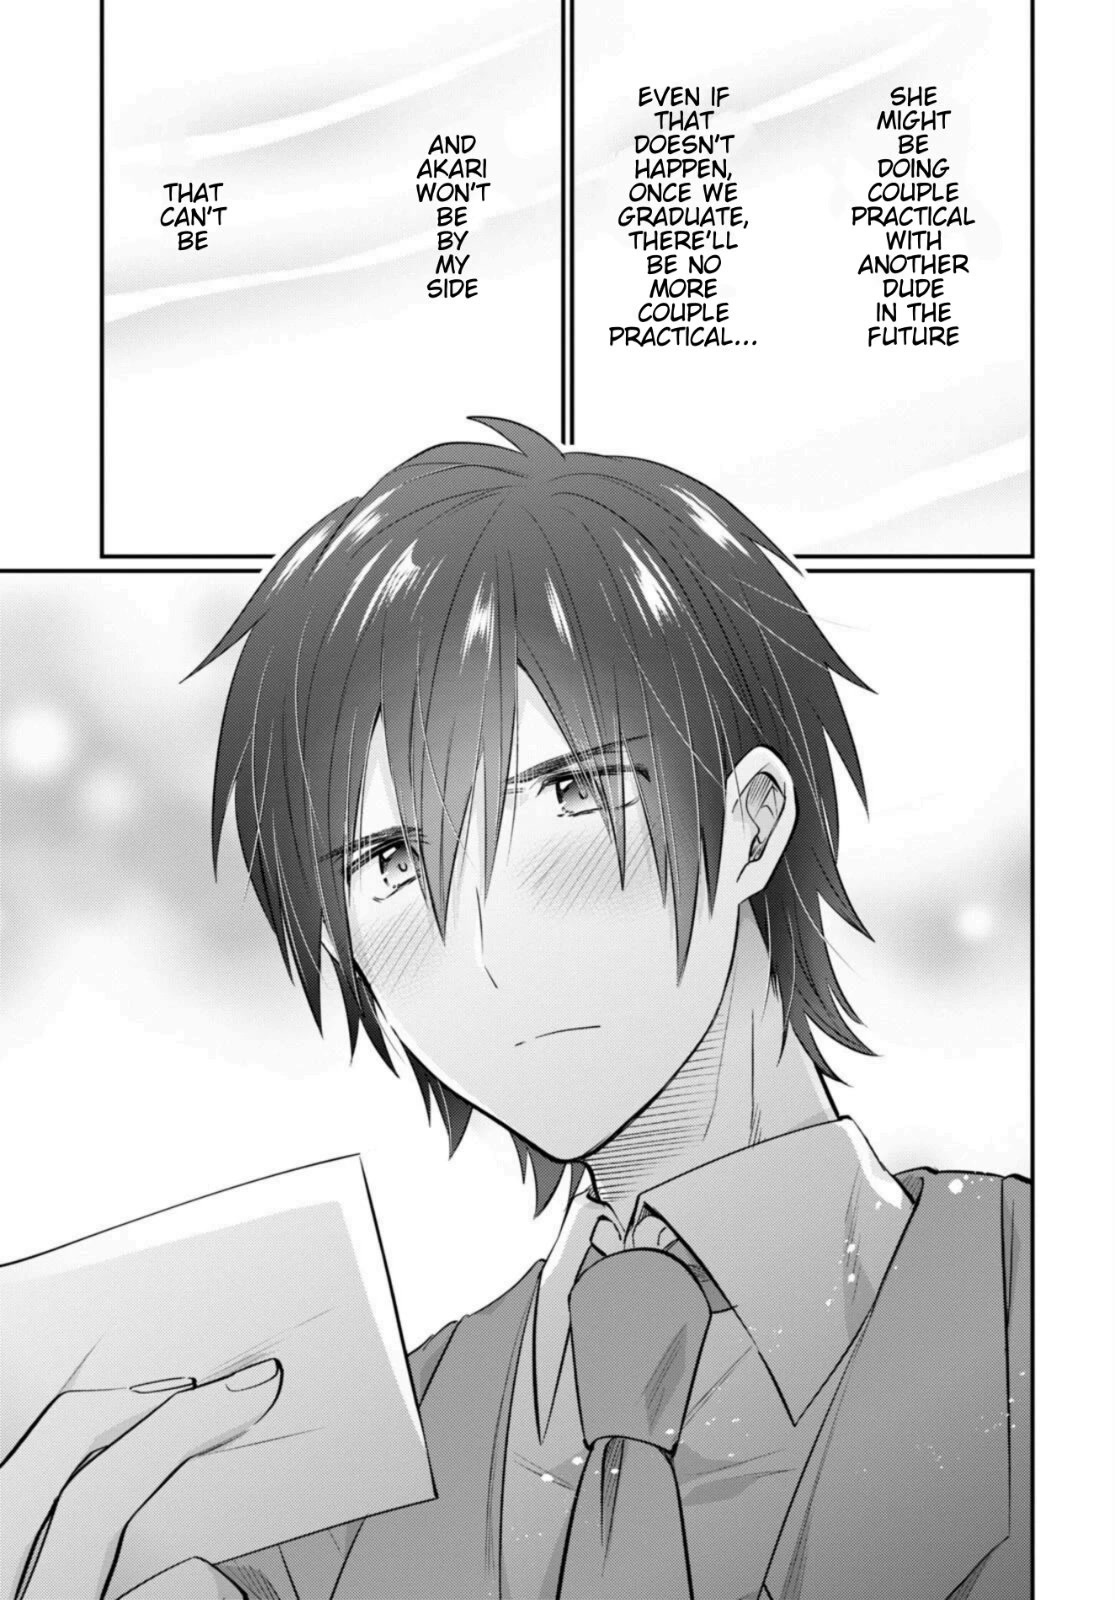 SHE
MIGHT
BE
DOING
COUPLE
PRACTICAL
WITH
ANOTHER
DUDE
IN THE
FUTURE
EVEN IF
THAT
DOESN'T
HAPPEN,
ONCE WE
GRADUATE,
THERE'LL
BE NO
MORE
COUPLE
PRACTICAL...
AND
AKARI
WON'T
BE
BY
MY
SIDE
THAT
CAN'T
BE